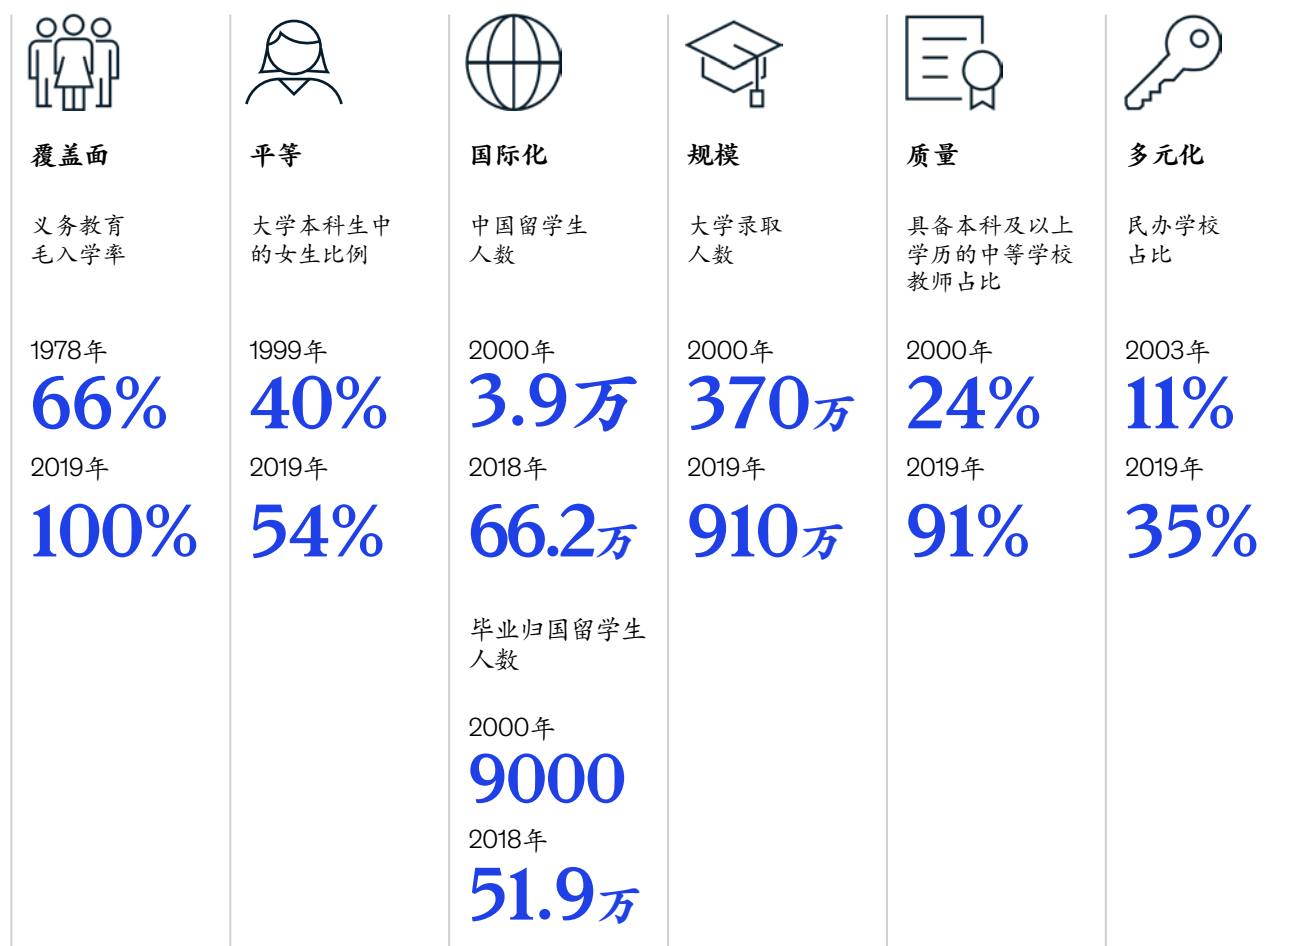 覆盖面
义务教育
毛入学率
1978年
66%
2019年
100%
平等
大学本科生中
的女生比例
1999年
40%
2019年
54%
国际化
中国留学生
人数
2000年
3.9万
2018年
66.2万
毕业归国留学生
人数
2000年
9000
2018年
51.9万
规模
大学录取
人数
2000年
370万
2019年
910万
质量
具备本科及以上
学历的中等学校
教师占比
2000年
24%
2019年
91%
多元化
民办学校
占比
2003年
11%
2019年
35%